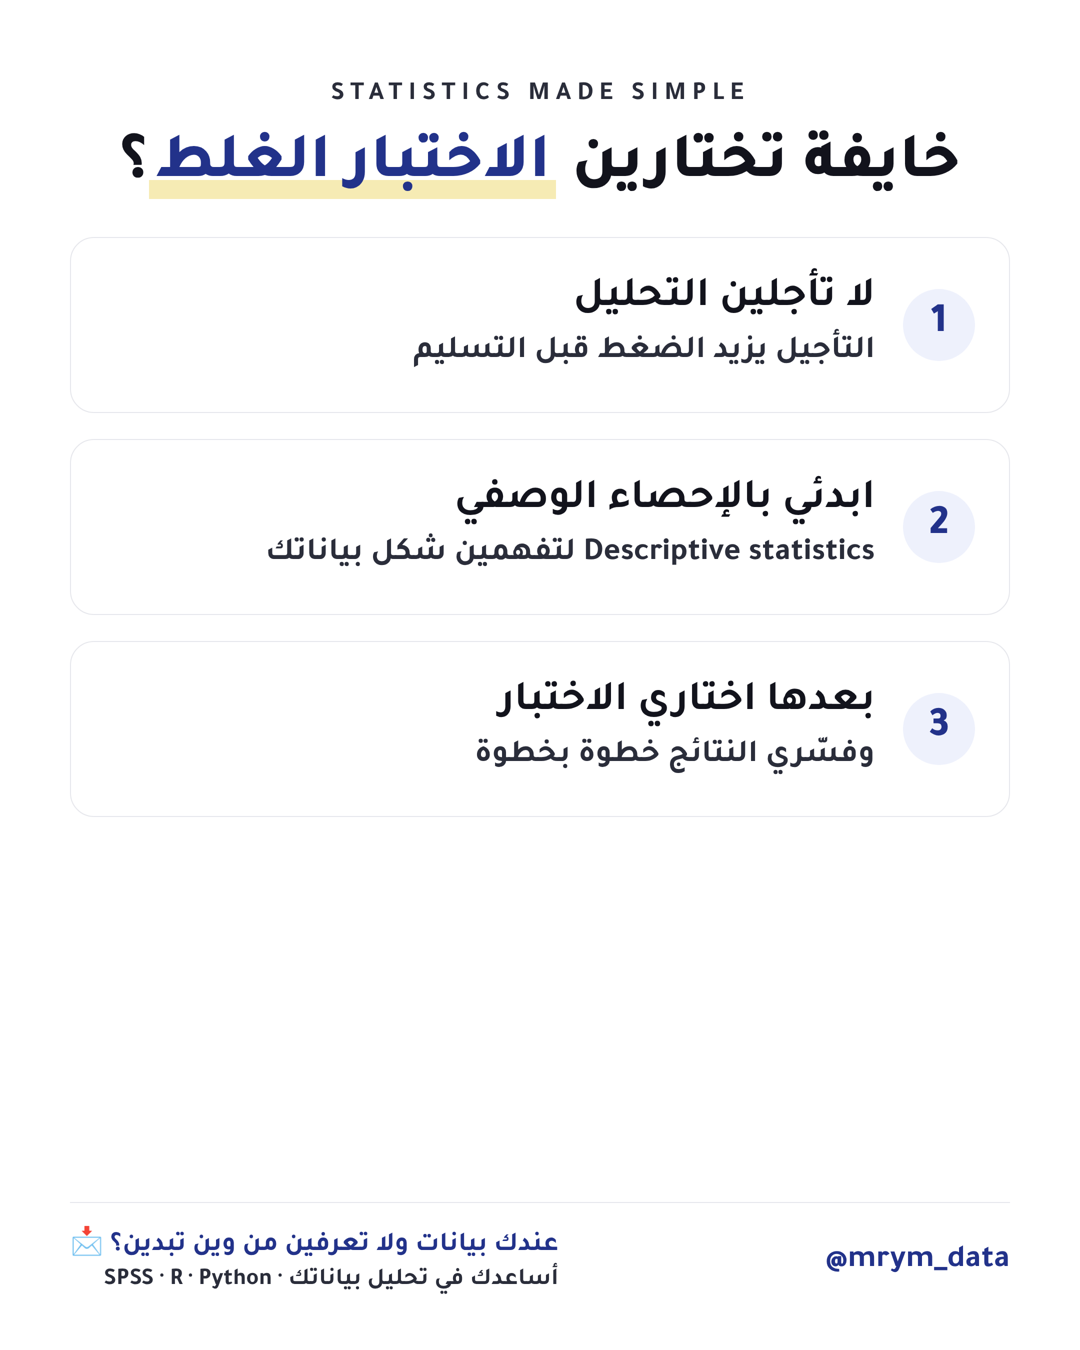 STATISTICS MADE SIMPLE
خايفة تختارين الاختبار الغلط؟
1
لا تأجلين التحليل
التأجيل يزيد الضغط قبل التسليم
2
ابدئي بالإحصاء الوصفي
Descriptive statistics لتفهمين شكل بياناتك
3
بعدها اختاري الاختبار
وفسّري النتائج خطوة بخطوة
@mrym_data
عندك بيانات ولا تعرفين من وين تبدين؟ 📩
أساعدك في تحليل بياناتك · SPSS · R · Python